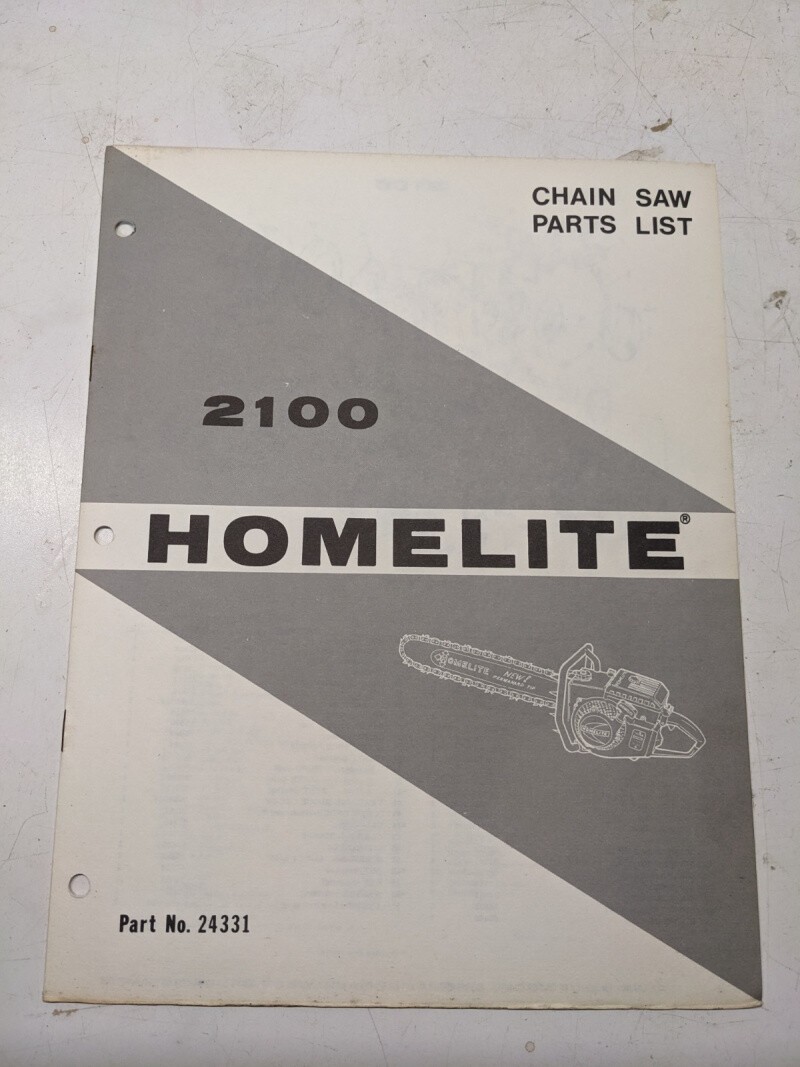 CHAIN SAW
PARTS LIST
2100
HOMELITE®
HOMELITE NEW!
Part No. 24331